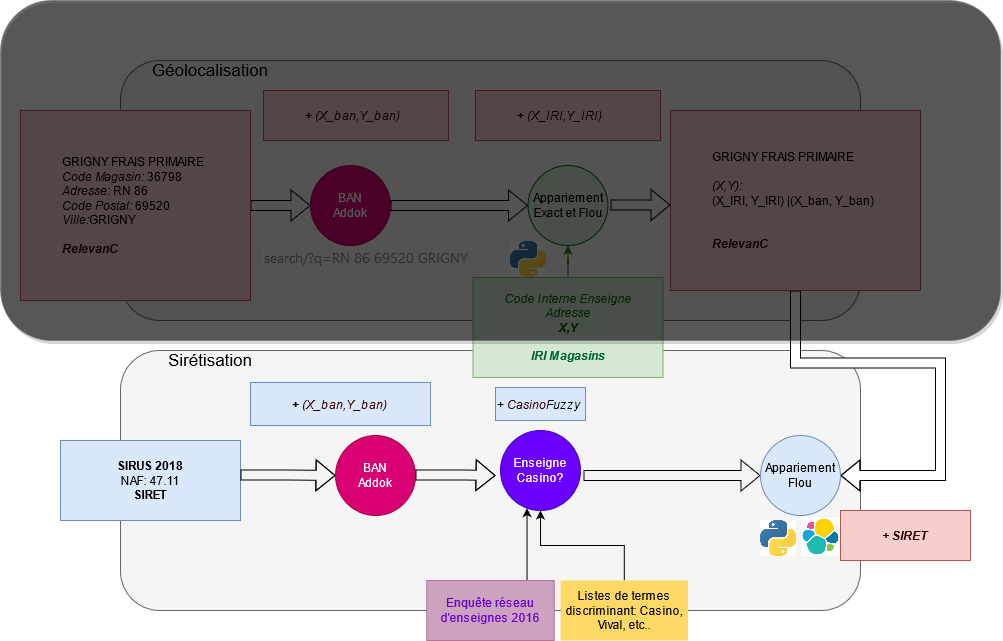 Géolocalisation
+ (X_ban,Y_ban)
+ (X_IRI,Y_IRI)
GRIGNY FRAIS PRIMAIRE
Code Magasin: 36798
Adresse: RN 86
Code Postal: 69520
Ville:GRIGNY
RelevanC
BAN
Addok
search/?q=RN 86 69520 GRIGNY
Appariement
Exact et Flou
GRIGNY FRAIS PRIMAIRE
(X,Y):
(X_IRI, Y_IRI) |(X_ban, Y_ban)
RelevanC
Code Interne Enseigne
Adresse
X,Y
IRI Magasins
Sirétisation
+ (X_ban,Y_ban)
+ CasinoFuzzy
SIRUS 2018
NAF: 47.11
SIRET
BAN
Addok
Enseigne
Casino?
Appariement
Flou
+ SIRET
Enquête réseau
d'enseignes 2016
Listes de termes
discriminant: Casino,
Vival, etc..